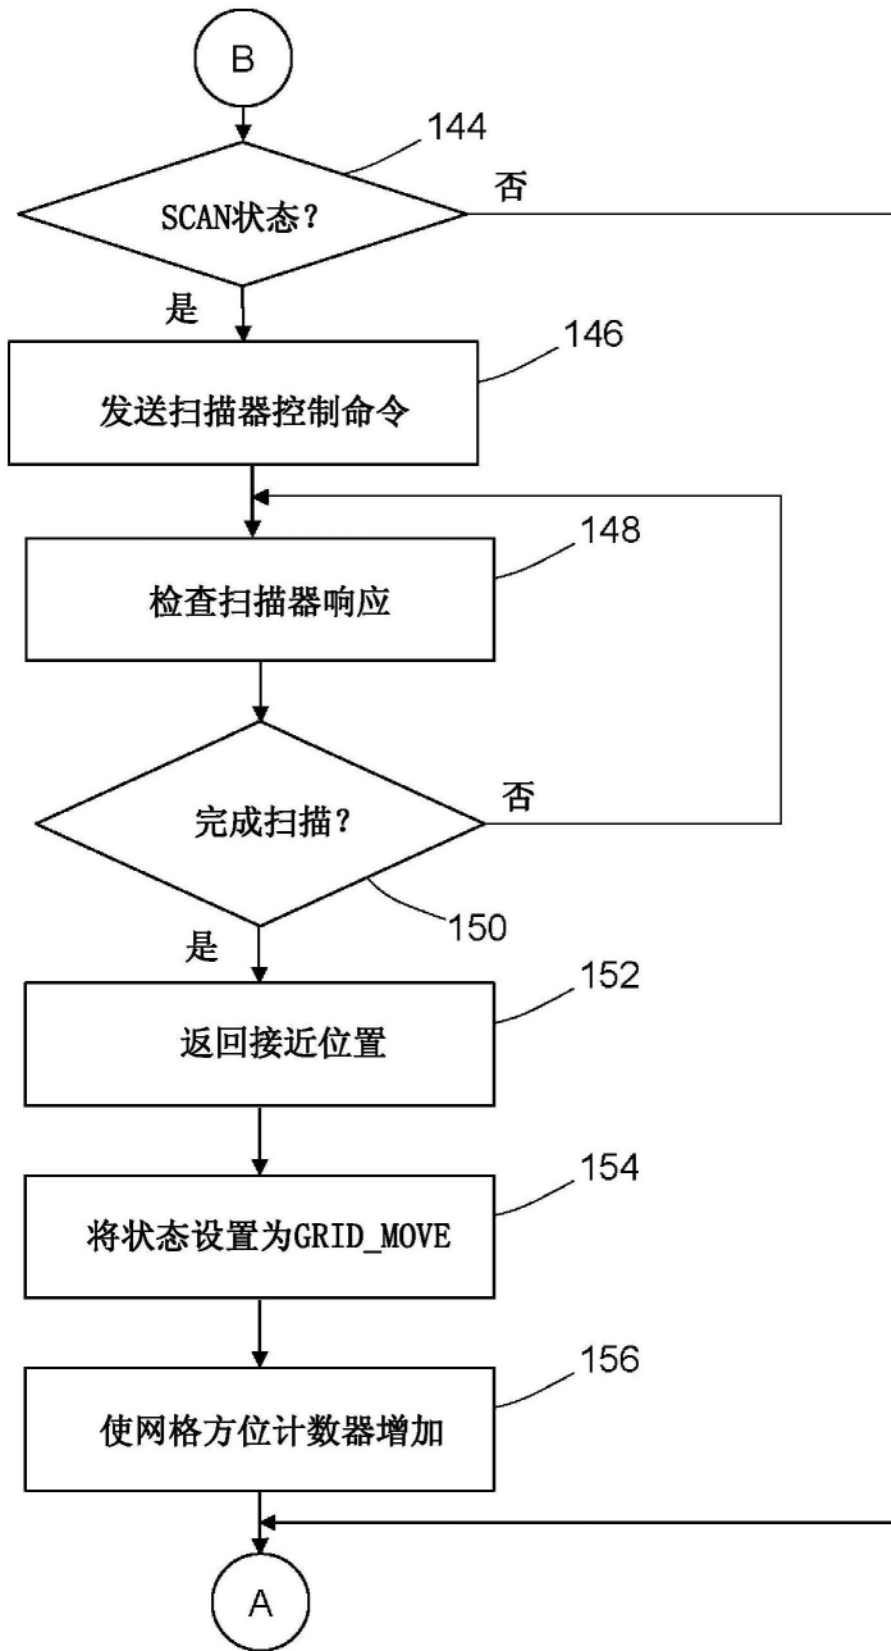 B
144
SCAN状态？
否
是
146
发送扫描器控制命令
148
检查扫描器响应
完成扫描？
否
150
是
152
返回接近位置
154
将状态设置为GRID_MOVE
156
使网格方位计数器增加
A